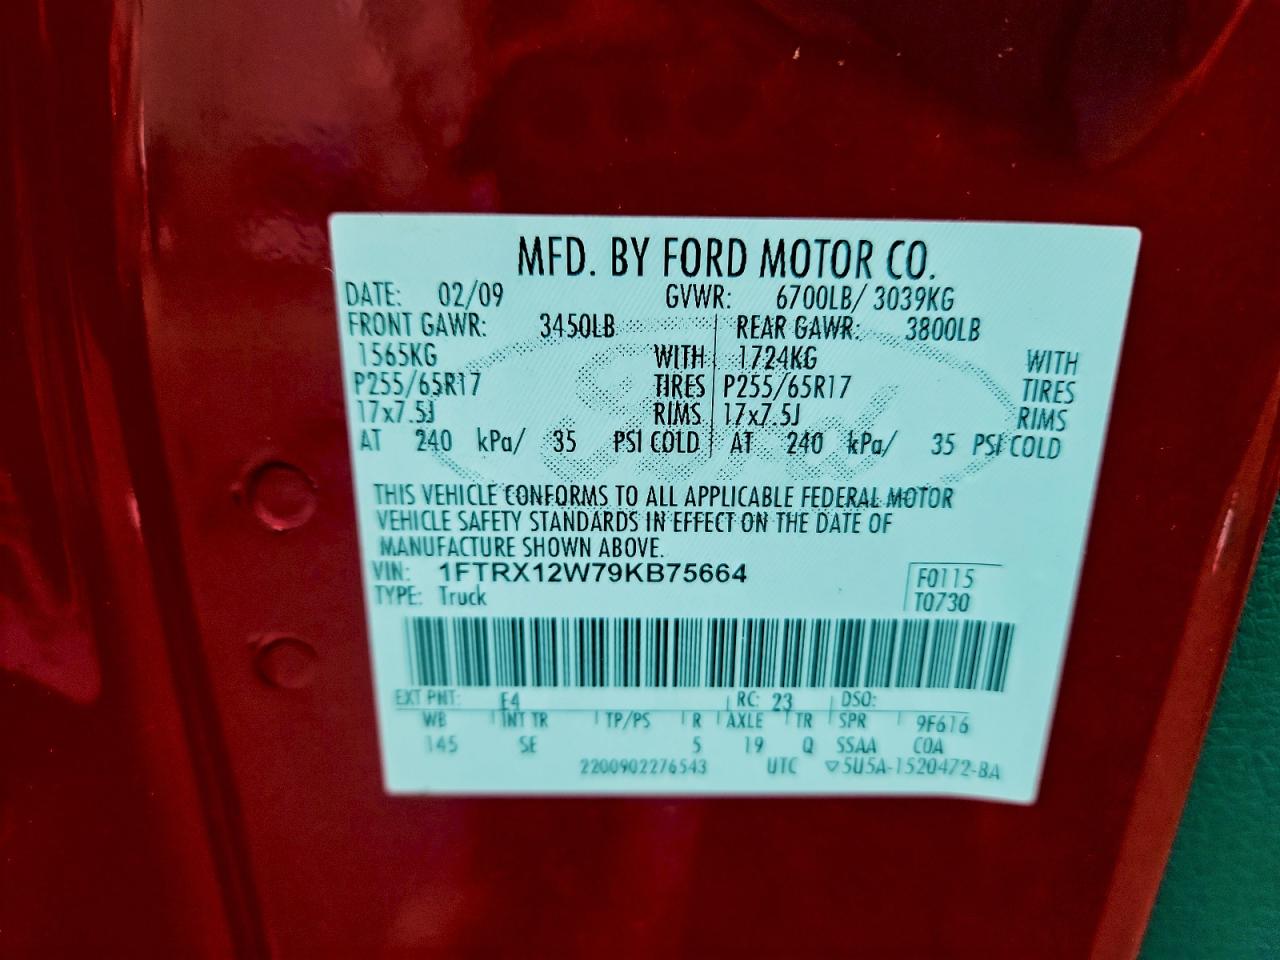 MFD. BY FORD MOTOR CO.
DATE: 02/09 GVWR: 6700LB/ 3039KG
FRONT GAWR: 3450LB REAR GAWR: 3800LB
1565KG WITH 1724KG WITH
P255/65R17 TIRES P255/65R17 TIRES
17x7.5J RIMS 17x7.5J RIMS
AT 240 kPa/ 35 PSI COLD AT 240 kPa/ 35 PSI COLD
Ford
THIS VEHICLE CONFORMS TO ALL APPLICABLE FEDERAL MOTOR
VEHICLE SAFETY STANDARDS IN EFFECT ON THE DATE OF
MANUFACTURE SHOWN ABOVE.
VIN: 1FTRX12W79KB75664 F0115
TYPE: Truck T0730
EXT PNT: E4 RC: 23 DSO:
WB INT TR TP/PS R AXLE TR SPR 9F616
145 SE 5 19 Q SSAA COA
2200902276543 UTC ▽5U5A-1520472-BA